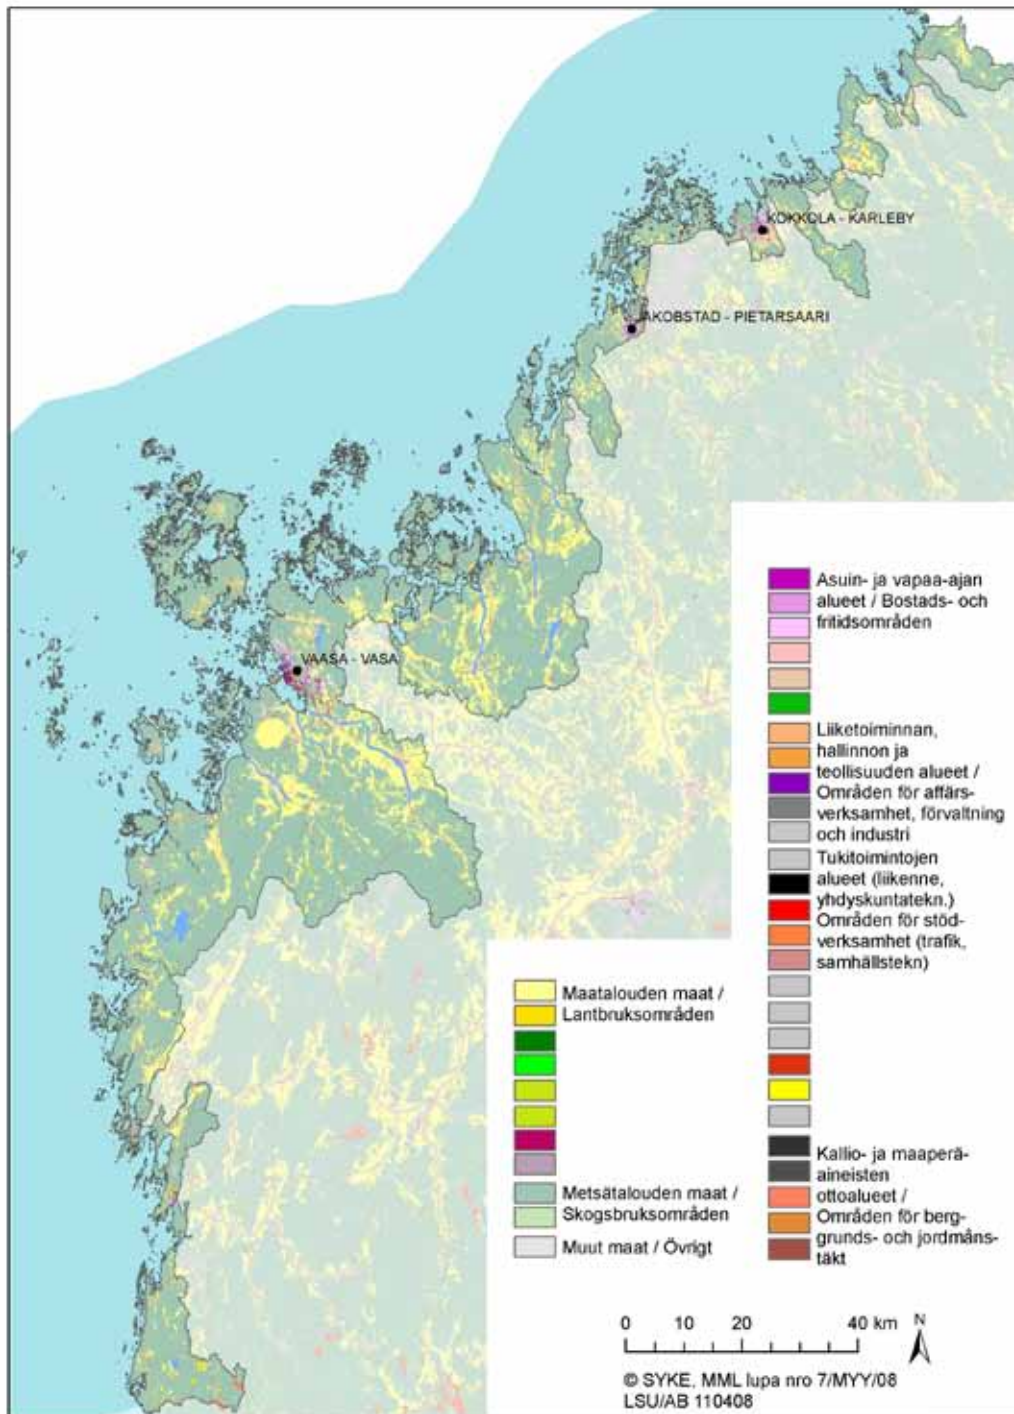 KOKKOLA - KARLEBY
JAKOBSTAD - PIETARSAARI
VAASA - VASA
Asuin- ja vapaa-ajan
alueet / Bostads- och
fritidsområden
Liiketoiminnan,
hallinnon ja
teollisuuden alueet /
Områden för affärs-
verksamhet, förvaltning
och industri
Tukitoimintojen
alueet (liikenne,
yhdyskuntatekn.)
Områden för stöd-
verksamhet (trafik,
samhällstekn)
Maatalouden maat /
Lantbruksområden
Metsätalouden maat /
Skogsbruksområden
Muut maat / Övrigt
Kallio- ja maaperä-
aineisten
ottoalueet /
Områden för berg-
grunds- och jordmåns-
täkt
0 10 20 40 km
N
© SYKE, MML lupa nro 7/MYY/08
LSU/AB 110408